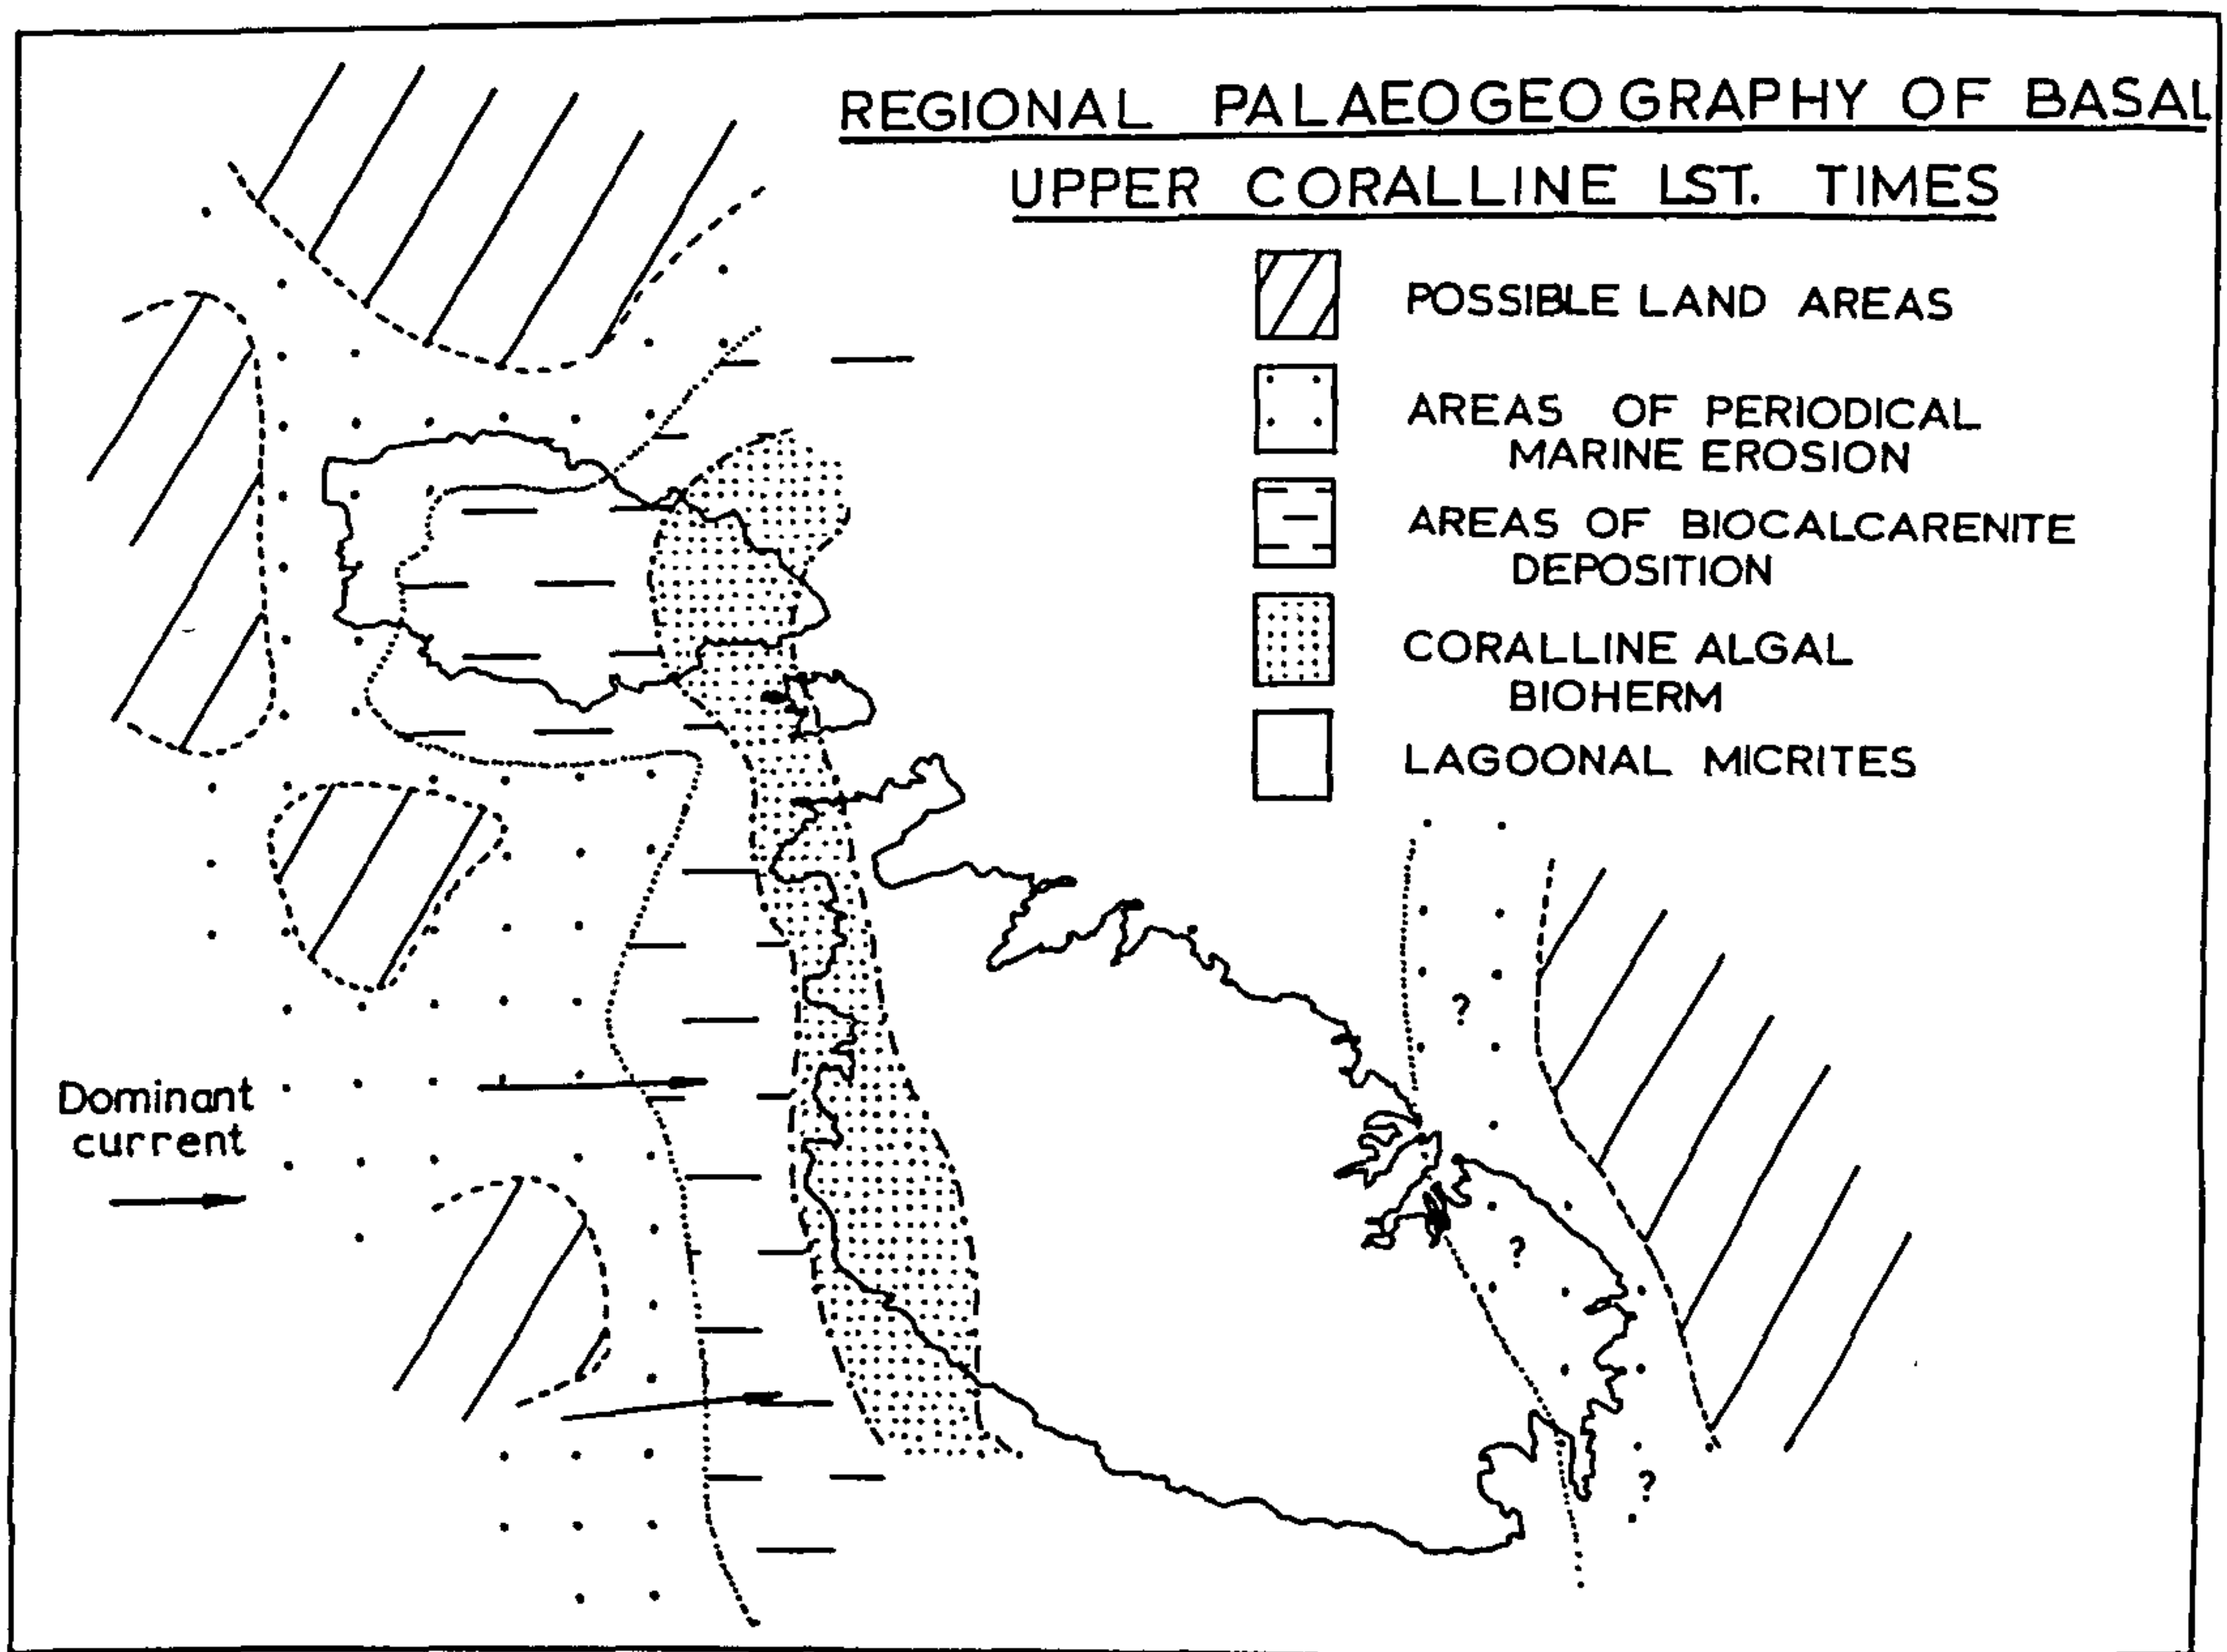 REGIONAL PALAEOGEOGRAPHY OF BASAL
UPPER CORALLINE LST. TIMES
POSSIBLE LAND AREAS
AREAS OF PERIODICAL
MARINE EROSION
AREAS OF BIOCALCARENITE
DEPOSITION
CORALLINE ALGAL
BIOHERM
LAGOONAL MICRITES
?
Dominant
current
?
?